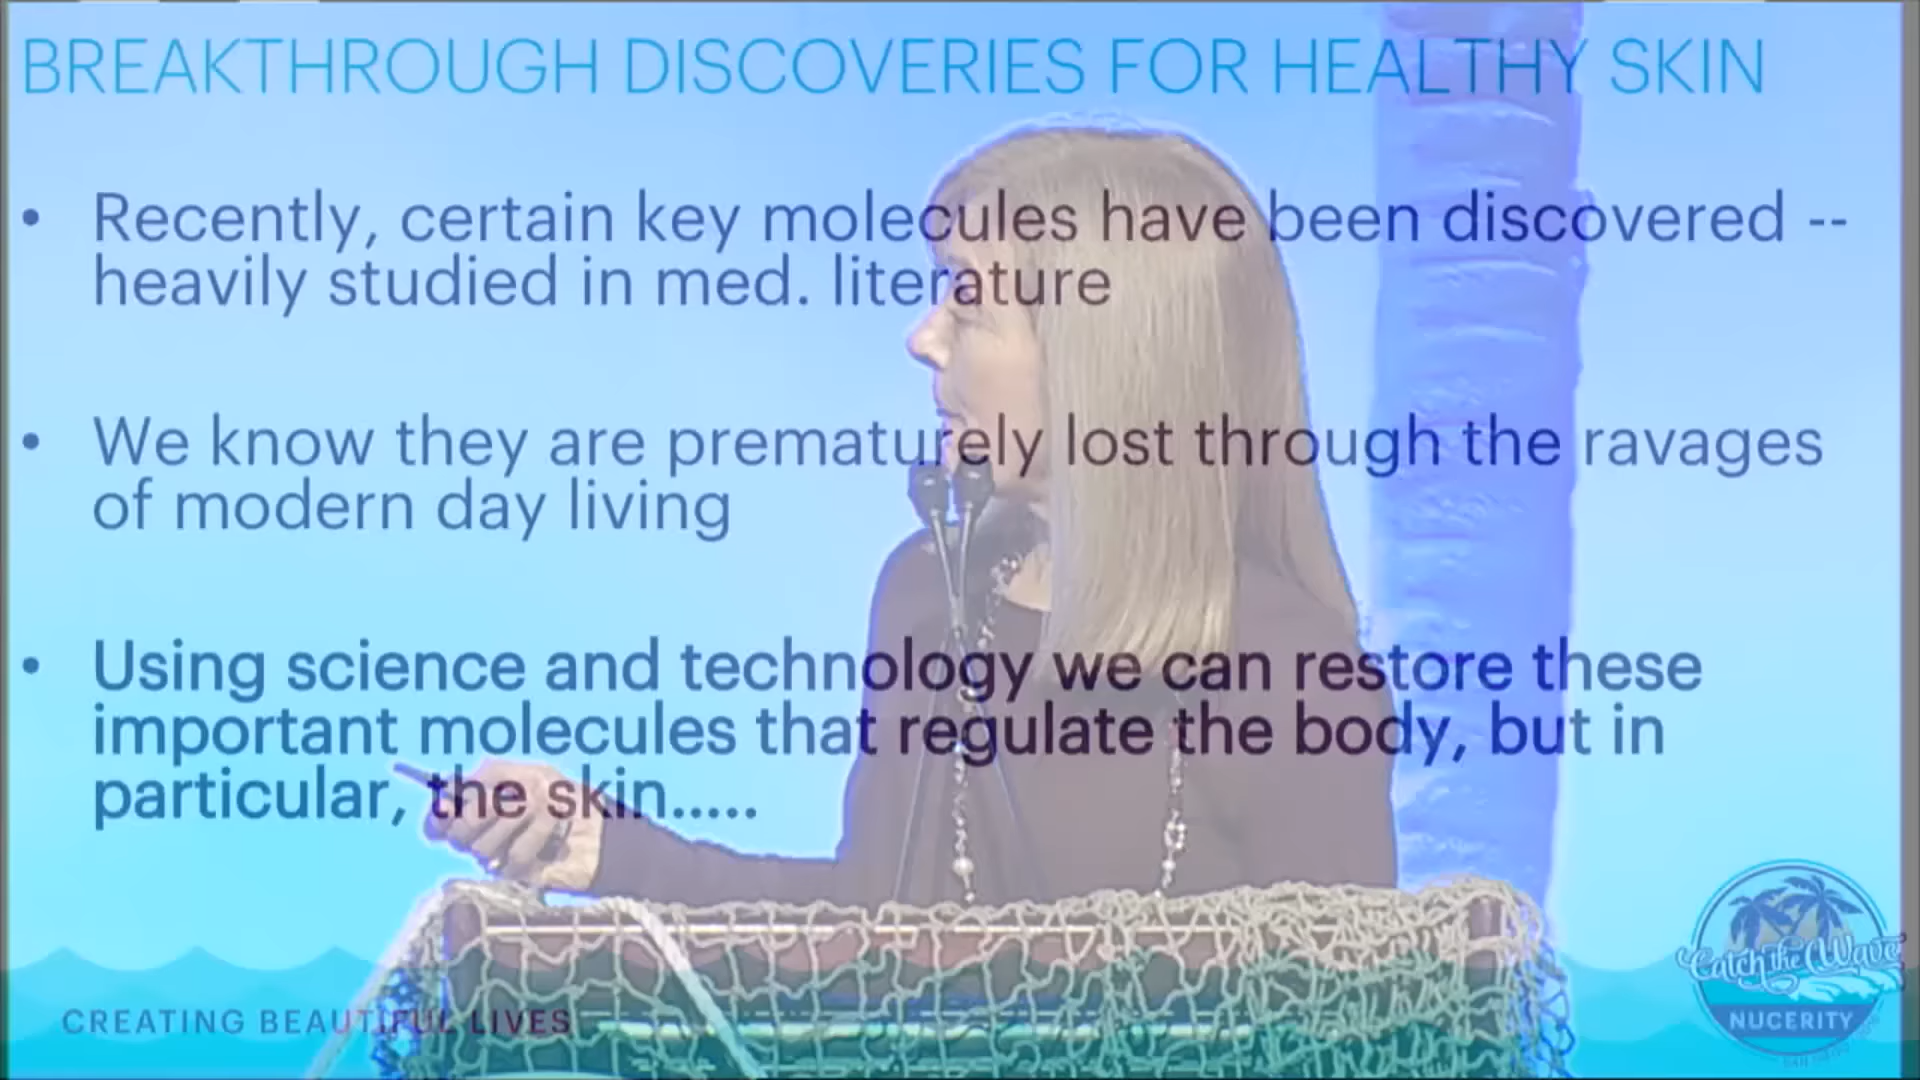 BREAKTHROUGH DISCOVERIES FOR HEALTHY SKIN
• Recently, certain key molecules have been discovered --
heavily studied in med. literature
• We know they are prematurely lost through the ravages
of modern day living
• Using science and technology we can restore these
important molecules that regulate the body, but in
particular, the skin.....
CREATING BEAUTIFUL LIVES
Catch the Wave
NUCERITY